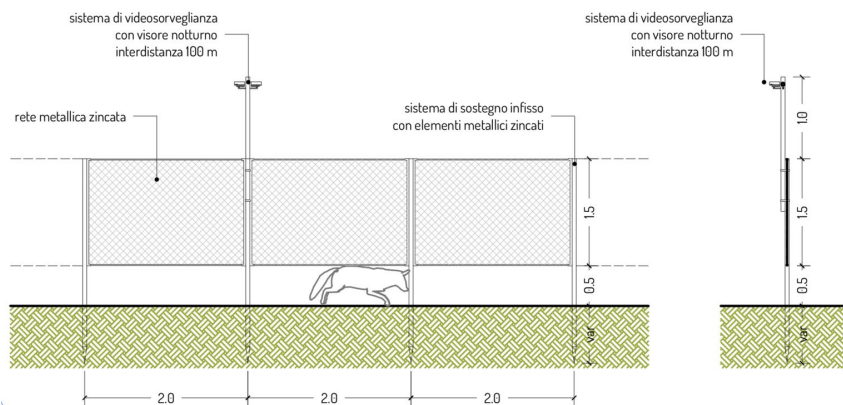 sistema di videosorveglianza
con visore notturno
interdistanza 100 m
sistema di videosorveglianza
con visore notturno
interdistanza 100 m
rete metallica zincata
sistema di sostegno infisso
con elementi metallici zincati
1.0
1.5
1.5
0.5
0.5
var
var
2.0
2.0
2.0